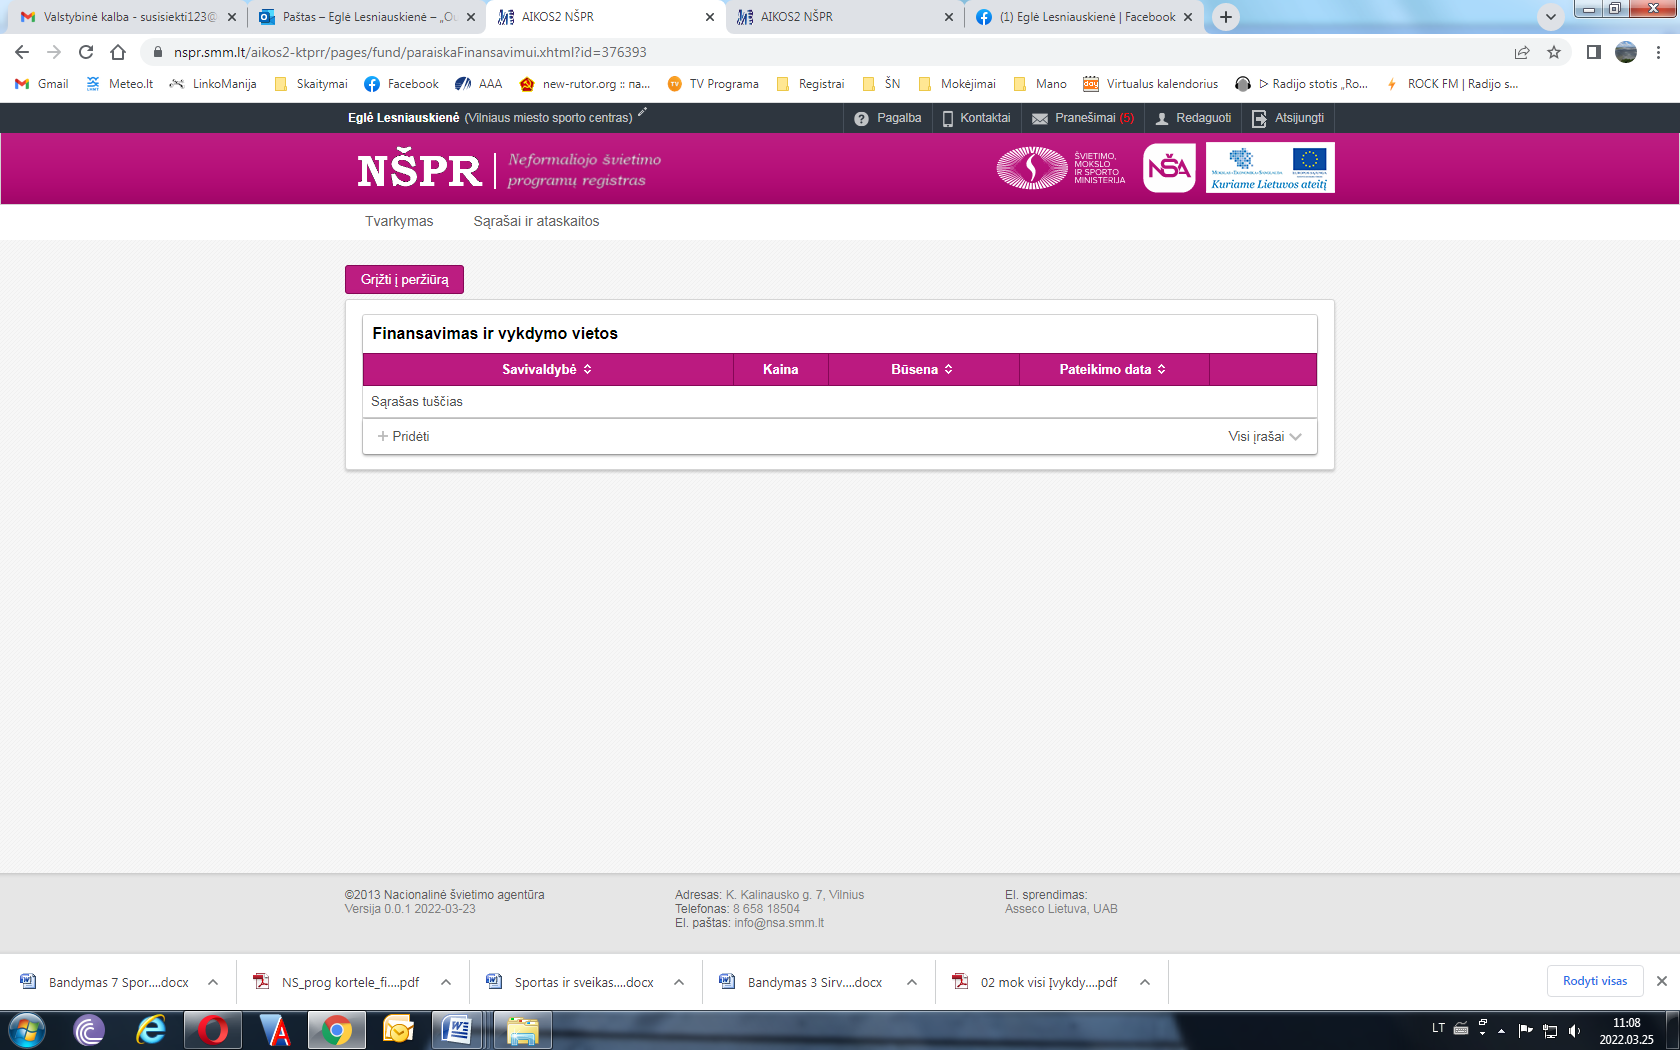 Valstybinė kalba - susisiekti123@
Paštas – Eglė Lesniauskienė – „Ou
AIKOS2 NŠPR
AIKOS2 NŠPR
(1) Eglė Lesniauskienė | Facebook
nspr.smm.lt/aikos2-ktprr/pages/fund/paraiskaFinansavimui.xhtml?id=376393
Gmail
Meteo.lt
LinkoManija
Skaitymai
Facebook
AAA
new-rutor.org :: na...
TV Programa
Registrai
ŠN
Mokėjimai
Mano
Virtualus kalendorius
Radijo stotis „Ro...
ROCK FM | Radijo s...
Eglė Lesniauskienė (Vilniaus miesto sporto centras)
Pagalba
Kontaktai
Pranešimai (5)
Redaguoti
Atsijungti
NŠPR
Neformaliojo švietimo
programų registras
ŠVIETIMO,
MOKSLO
IR SPORTO
MINISTERIJA
NŠA
Kuriame Lietuvos ateitį
Tvarkymas
Sąrašai ir ataskaitos
Grįžti į peržiūrą
Finansavimas ir vykdymo vietos
Savivaldybė Kaina Būsena Pateikimo data
Sąrašas tuščias
Pridėti
Visi įrašai
©2013 Nacionalinė švietimo agentūra
Versija 0.0.1 2022-03-23
Adresas: K. Kalinausko g. 7, Vilnius
Telefonas: 8 658 18504
El. paštas: info@nsa.smm.lt
El. sprendimas:
Asseco Lietuva, UAB
Bandymas 7 Spor....docx
NS_prog kortele_fi....pdf
Sportas ir sveikas....docx
Bandymas 3 Sirv....docx
02 mok visi Įvykdy....pdf
Rodyti visas
LT
11:08
2022.03.25